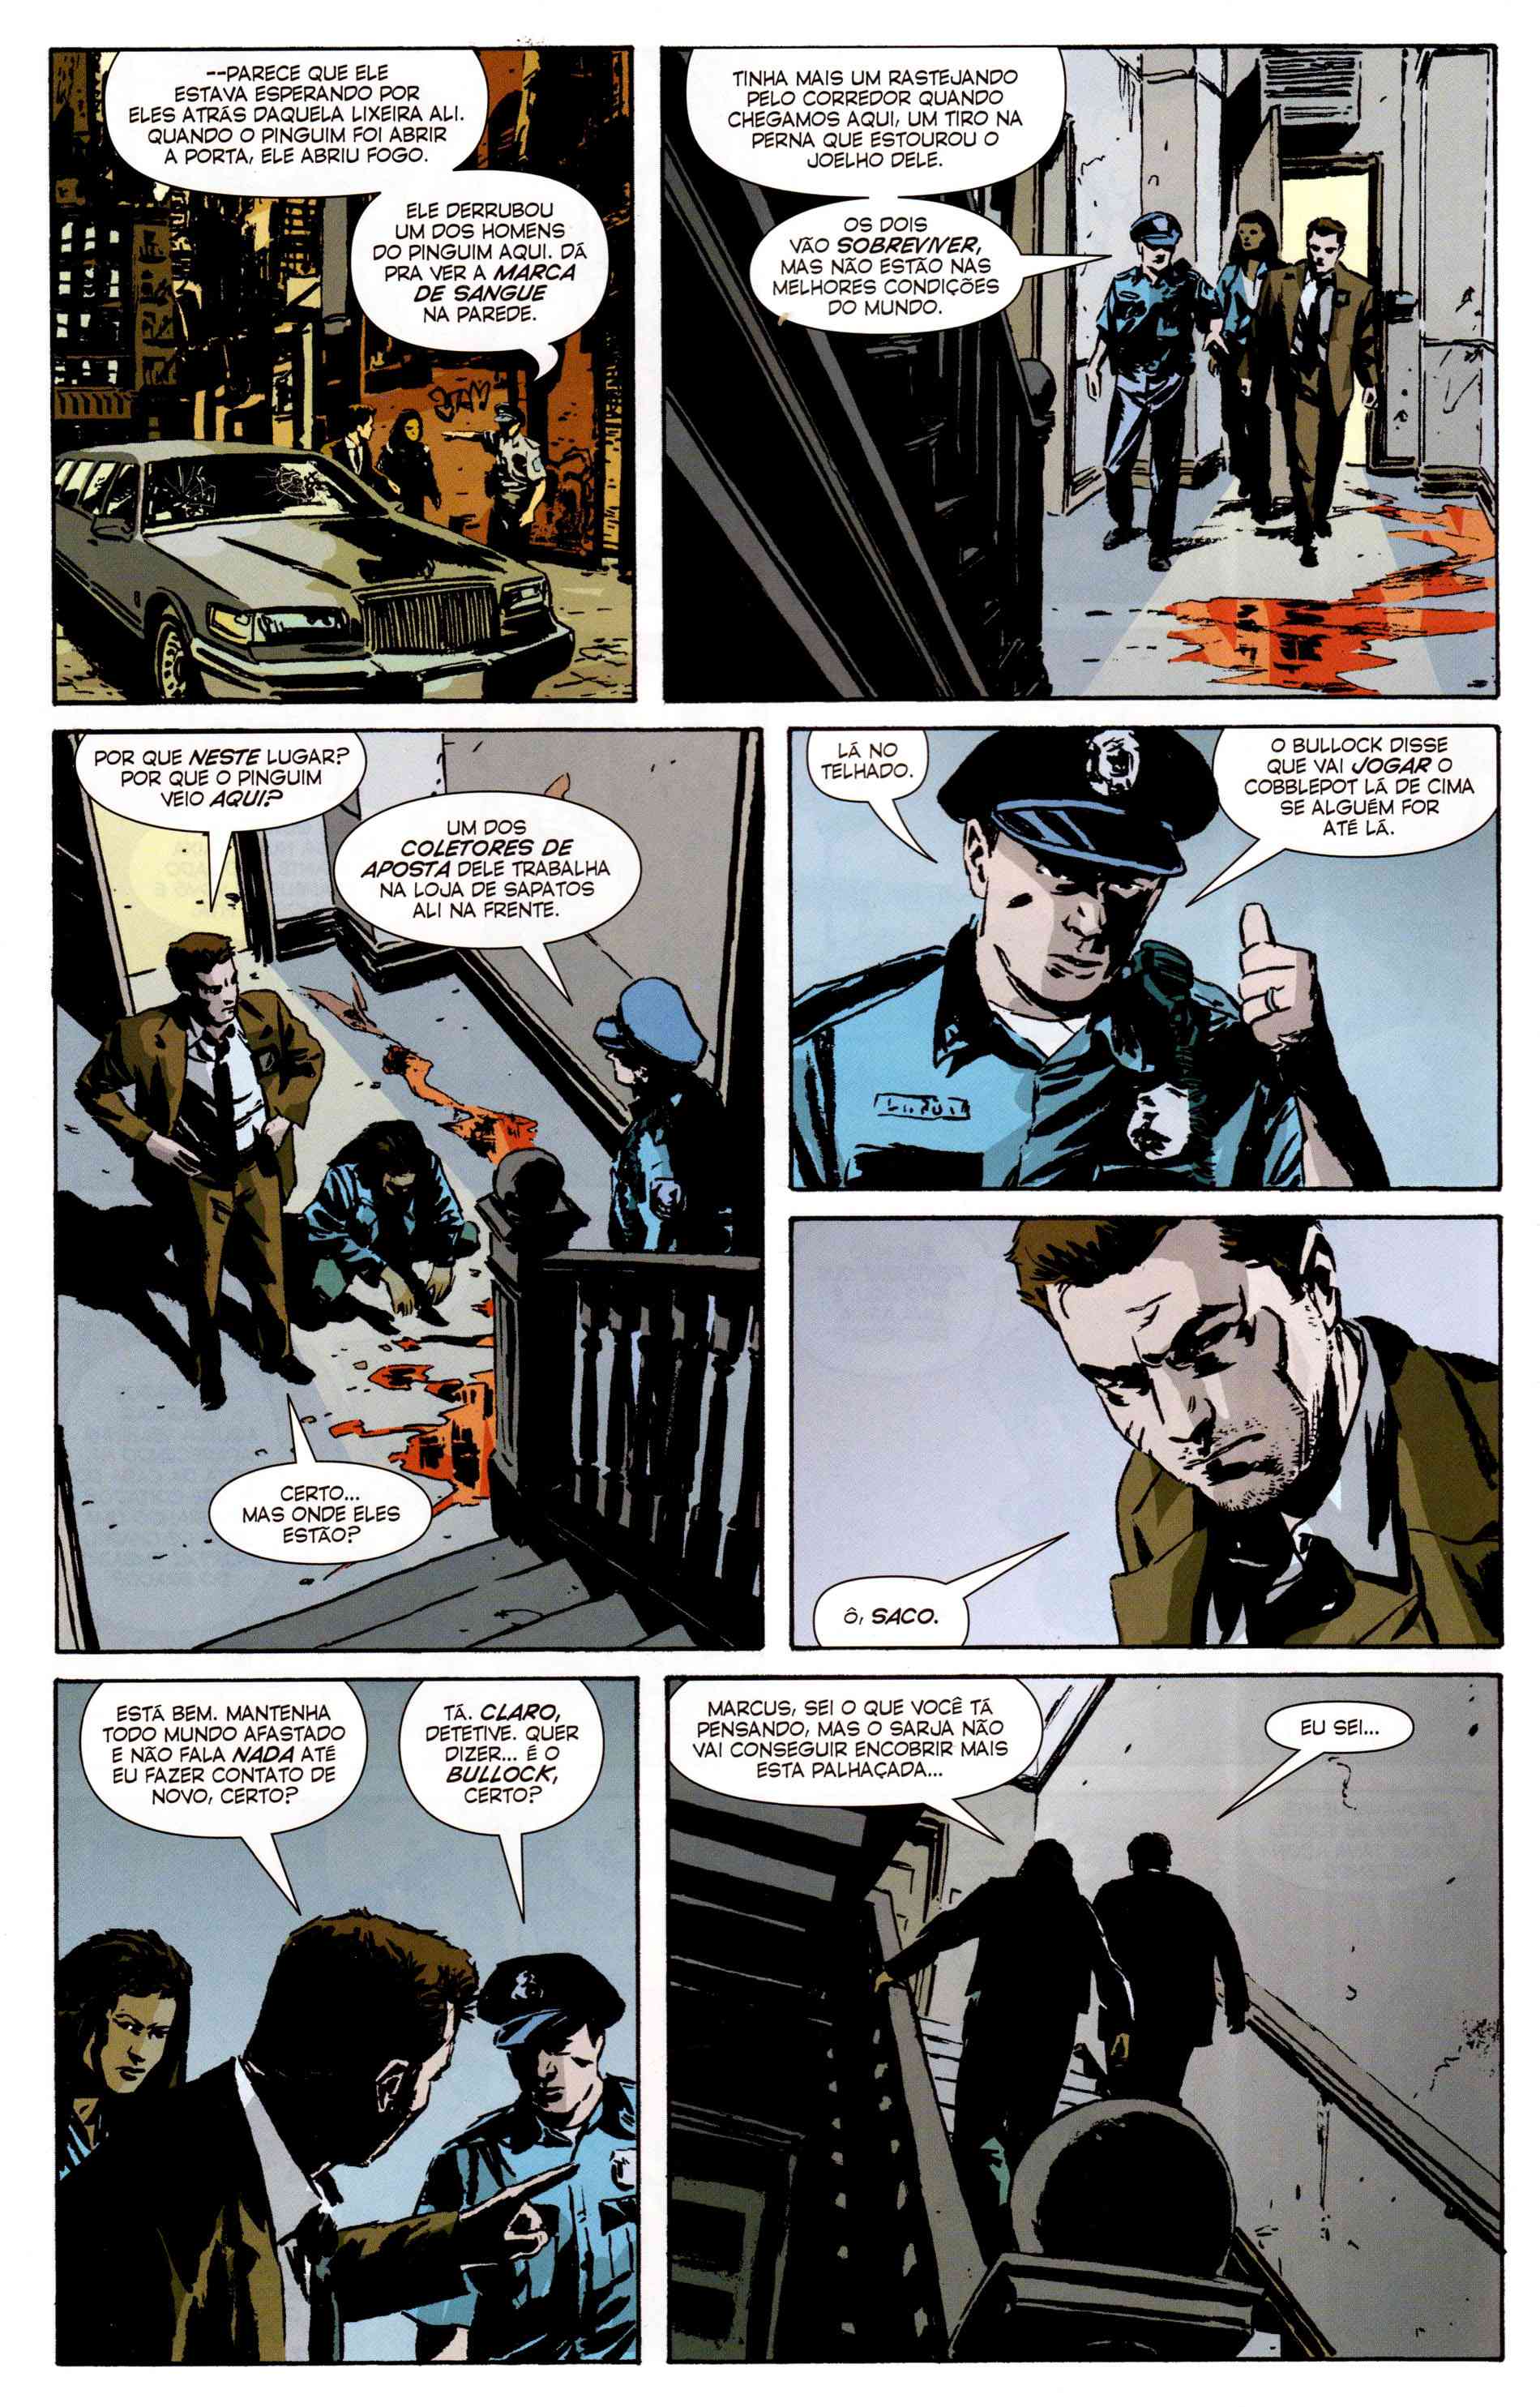 --PARECE QUE ELE
ESTAVA ESPERANDO POR
ELES ATRÁS DAQUELA LIXEIRA ALI.
QUANDO O PINGUIM FOI ABRIR
A PORTA, ELE ABRIU FOGO.
ELE DERRUBOU
UM DOS HOMENS
DO PINGUIM AQUI. DÁ
PRA VER A MARCA
DE SANGUE
NA PAREDE.
TINHA MAIS UM RASTEJANDO
PELO CORREDOR QUANDO
CHEGAMOS AQUI, UM TIRO NA
PERNA QUE ESTOUROU O
JOELHO DELE.
OS DOIS
VÃO SOBREVIVER,
MAS NÃO ESTÃO NAS
MELHORES CONDIÇÕES
DO MUNDO.
POR QUE NESTE LUGAR?
POR QUE O PINGUIM
VEIO AQUI?
UM DOS
COLETORES DE
APOSTA DELE TRABALHA
NA LOJA DE SAPATOS
ALI NA FRENTE.
CERTO...
MAS ONDE ELES
ESTÃO?
LÁ NO
TELHADO.
O BULLOCK DISSE
QUE VAI JOGAR O
COBBLEPOT LÁ DE CIMA
SE ALGUÉM FOR
ATÉ LÁ.
Ô, SACO.
ESTÁ BEM. MANTENHA
TODO MUNDO AFASTADO
E NÃO FALA NADA ATÉ
EU FAZER CONTATO DE
NOVO, CERTO?
TÁ. CLARO,
DETETIVE. QUER
DIZER... É O
BULLOCK,
CERTO?
MARCUS, SEI O QUE VOCÊ TÁ
PENSANDO, MAS O SARJA NÃO
VAI CONSEGUIR ENCOBRIR MAIS
ESTA PALHAÇADA...
EU SEI...